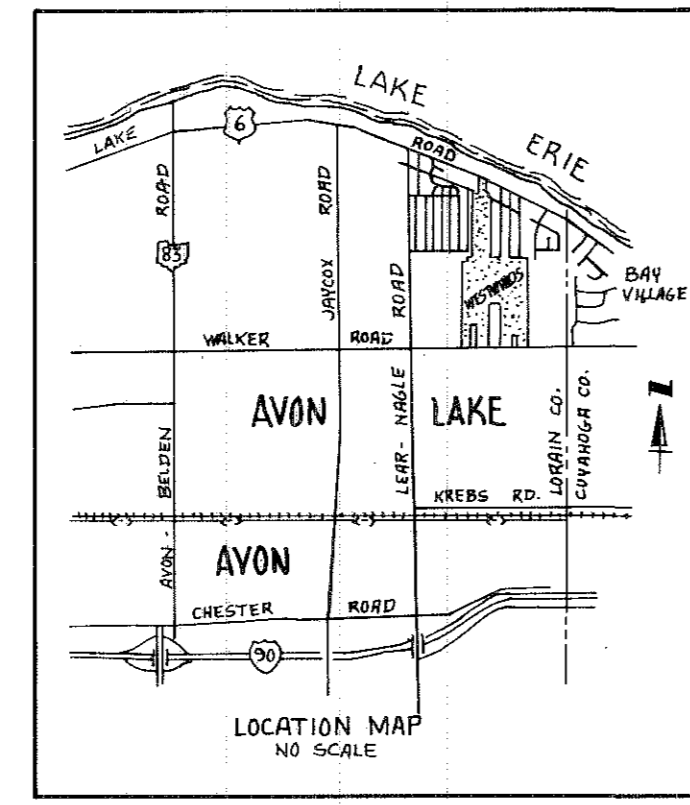 LAKE
ERIE
LAKE
ROAD
6
ROAD
83
JAYCOX ROAD
ROAD
WESTWINDS
BAY
VILLAGE
WALKER ROAD
AVON LAKE
LEAR-NAGLE
BELDEN
LORAIN CO.
CUYAHOGA CO.
KREBS RD.
AVON-
AVON
CHESTER ROAD
90
LOCATION MAP
NO SCALE